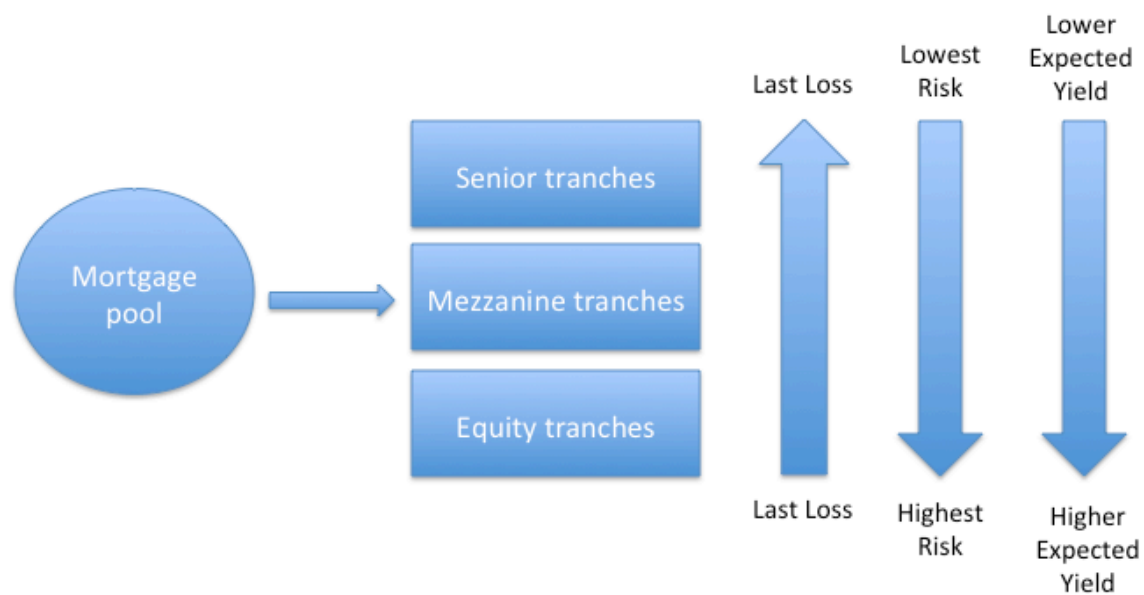 Mortgage
pool
Senior tranches
Mezzanine tranches
Equity tranches
Last Loss
Lowest
Risk
Lower
Expected
Yield
Last Loss
Highest
Risk
Higher
Expected
Yield